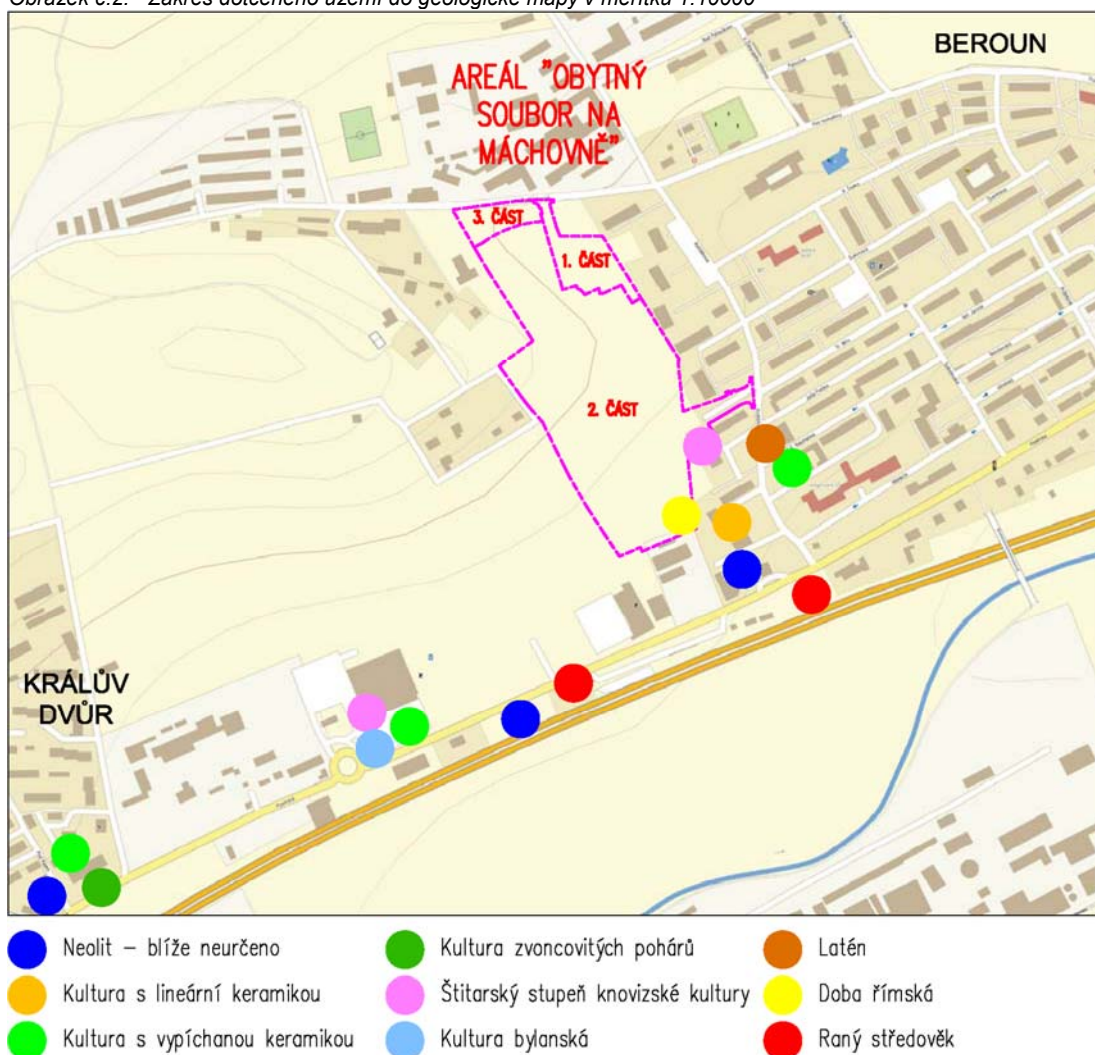 Obrázek č.2: Zákres dotčeného území do geologické mapy v měřítku 1:10000
BEROUN
AREÁL "OBYTNÝ
SOUBOR NA
MÁCHOVNĚ"
3. ČÁST
1. ČÁST
2. ČÁST
KRÁLŮV
DVŮR
Neolit – blíže neurčeno
Kultura s lineární keramikou
Kultura s vypíchanou keramikou
Kultura zvoncovitých pohárů
Štítarský stupeň knovizské kultury
Kultura bylanská
Latén
Doba římská
Raný středověk